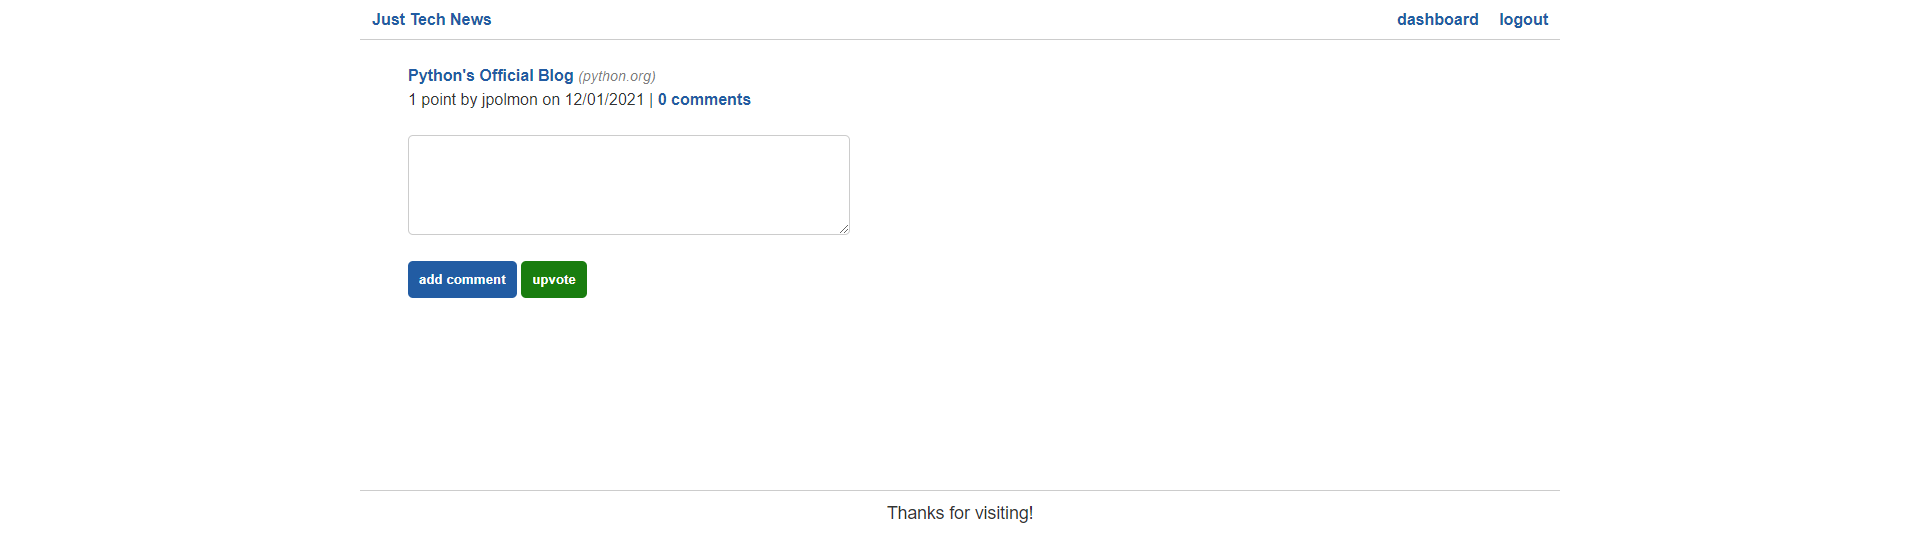 Just Tech News dashboard logout
Python's Official Blog (python.org)
1 point by jpolmon on 12/01/2021 | 0 comments
add comment upvote
Thanks for visiting!